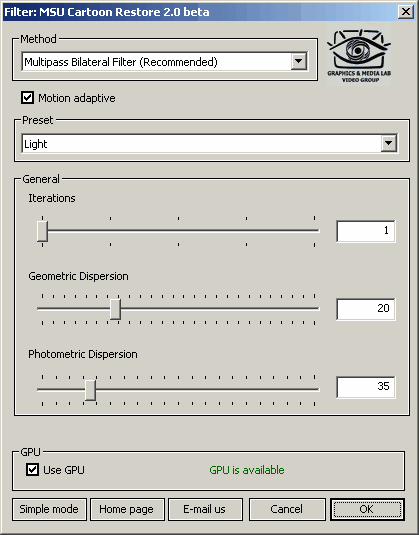 Filter: MSU Cartoon Restore 2.0 beta
Method
Multipass Bilateral Filter (Recommended)
GRAPHICS & MEDIA LAB
VIDEO GROUP
Motion adaptive
Preset
Light
General
Iterations
1
Geometric Dispersion
20
Photometric Dispersion
35
GPU
Use GPU GPU is available
Simple mode Home page E-mail us Cancel OK